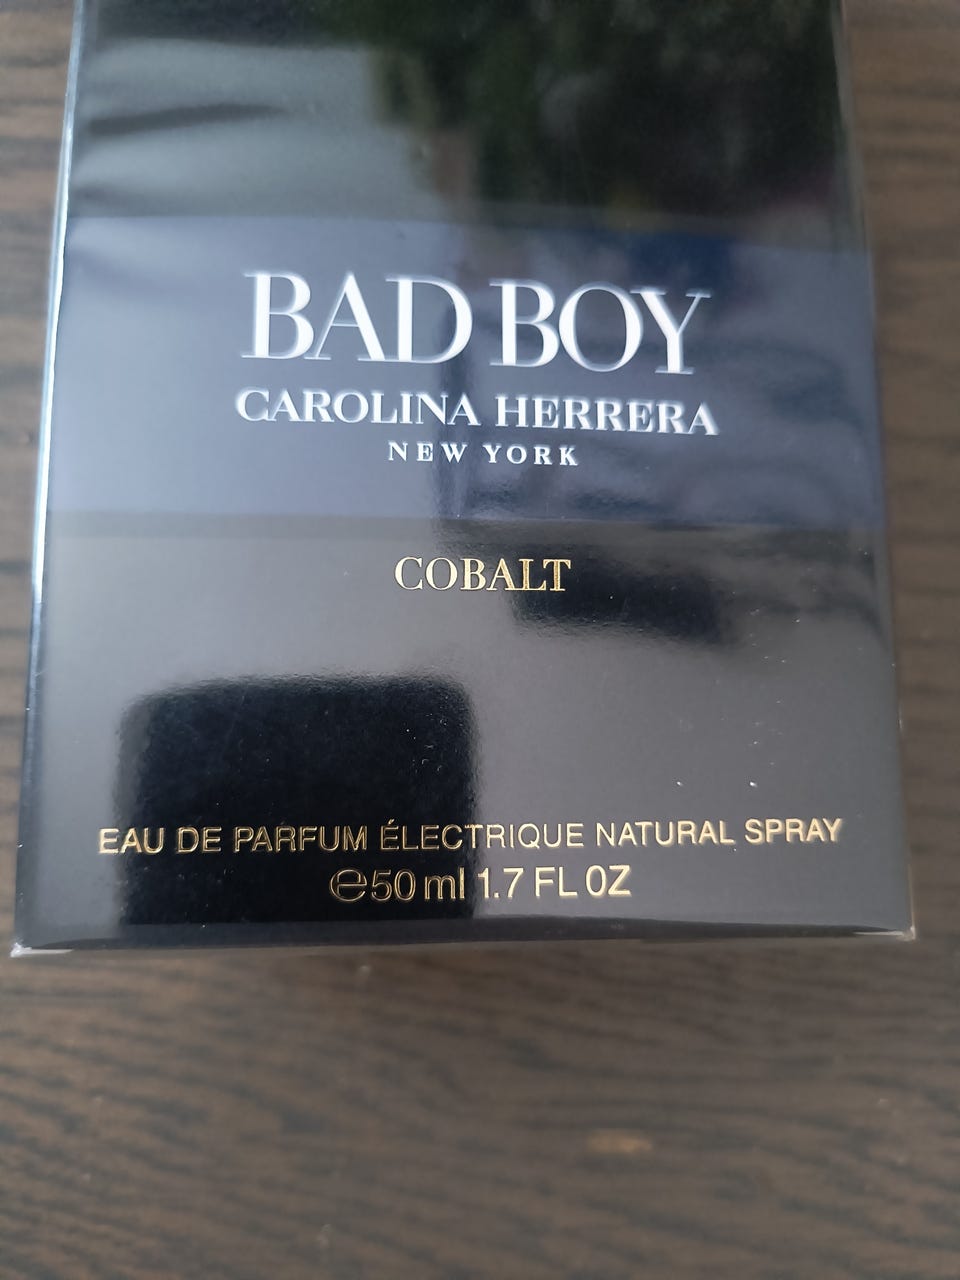 BAD BOY
CAROLINA HERRERA
NEW YORK
COBALT
EAU DE PARFUM ÉLECTRIQUE NATURAL SPRAY
℮50 ml 1.7 FL OZ